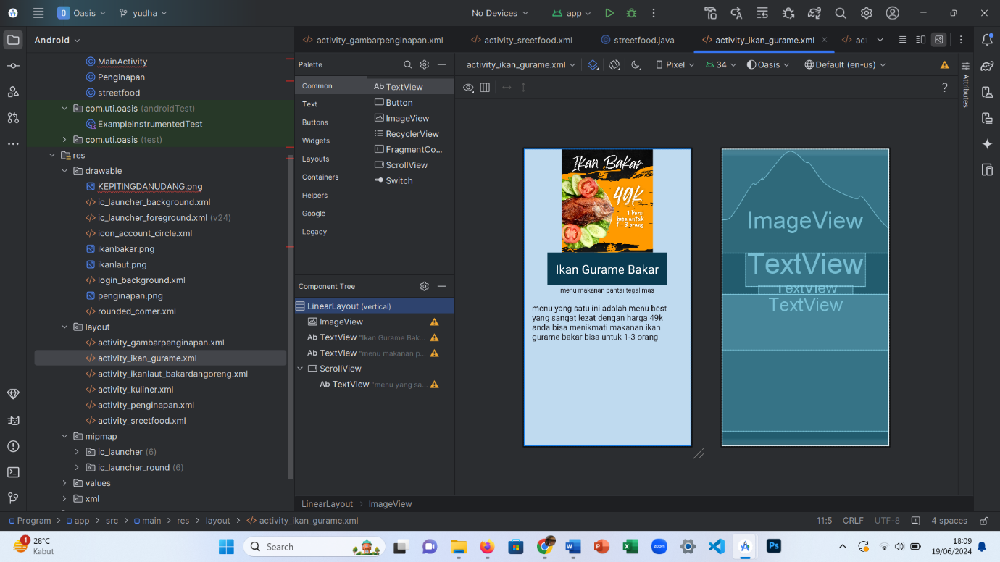 Oasis
yudha
No Devices
app
Android
activity_gambarpenginapan.xml
activity_sreetfood.xml
streetfood.java
activity_ikan_gurame.xml
ac
MainActivity
Penginapan
streetfood
com.uti.oasis (androidTest)
ExampleInstrumentedTest
com.uti.oasis (test)
res
drawable
KEPITINGDANUDANG.png
ic_launcher_background.xml
ic_launcher_foreground.xml (v24)
icon_account_circle.xml
ikanbakar.png
ikanlaut.png
login_background.xml
penginapan.png
rounded_comer.xml
layout
activity_gambarpenginapan.xml
activity_ikan_gurame.xml
activity_ikanlaut_bakardangoreng.xml
activity_kuliner.xml
activity_penginapan.xml
activity_sreetfood.xml
mipmap
ic_launcher (6)
ic_launcher_round (6)
values
xml
Palette
Common
Text
Buttons
Widgets
Layouts
Containers
Helpers
Google
Legacy
Ab TextView
Button
ImageView
RecyclerView
FragmentCo...
ScrollView
Switch
Component Tree
LinearLayout (vertical)
ImageView
Ab TextView "Ikan Gurame Bak...
Ab TextView "menu makanan p...
ScrollView
Ab TextView "menu yang sa...
activity_ikan_gurame.xml
Pixel
34
Oasis
Default (en-us)
?
Attributes
Ikan Bakar
49k
1 Porsi
bisa untuk
1 - 3 orang
Ikan Gurame Bakar
menu makanan pantai tegal mas
menu yang satu ini adalah menu best
yang sangat lezat dengan harga 49k
anda bisa menikmati makanan ikan
gurame bakar bisa untuk 1-3 orang
ImageView
TextView
TextView
TextView
LinearLayout > ImageView
Program > app > src > main > res > layout > activity_ikan_gurame.xml
11:5 CRLF UTF-8 4 spaces
1
28°C
Kabut
Search
zoom
Ps
18:09
19/06/2024